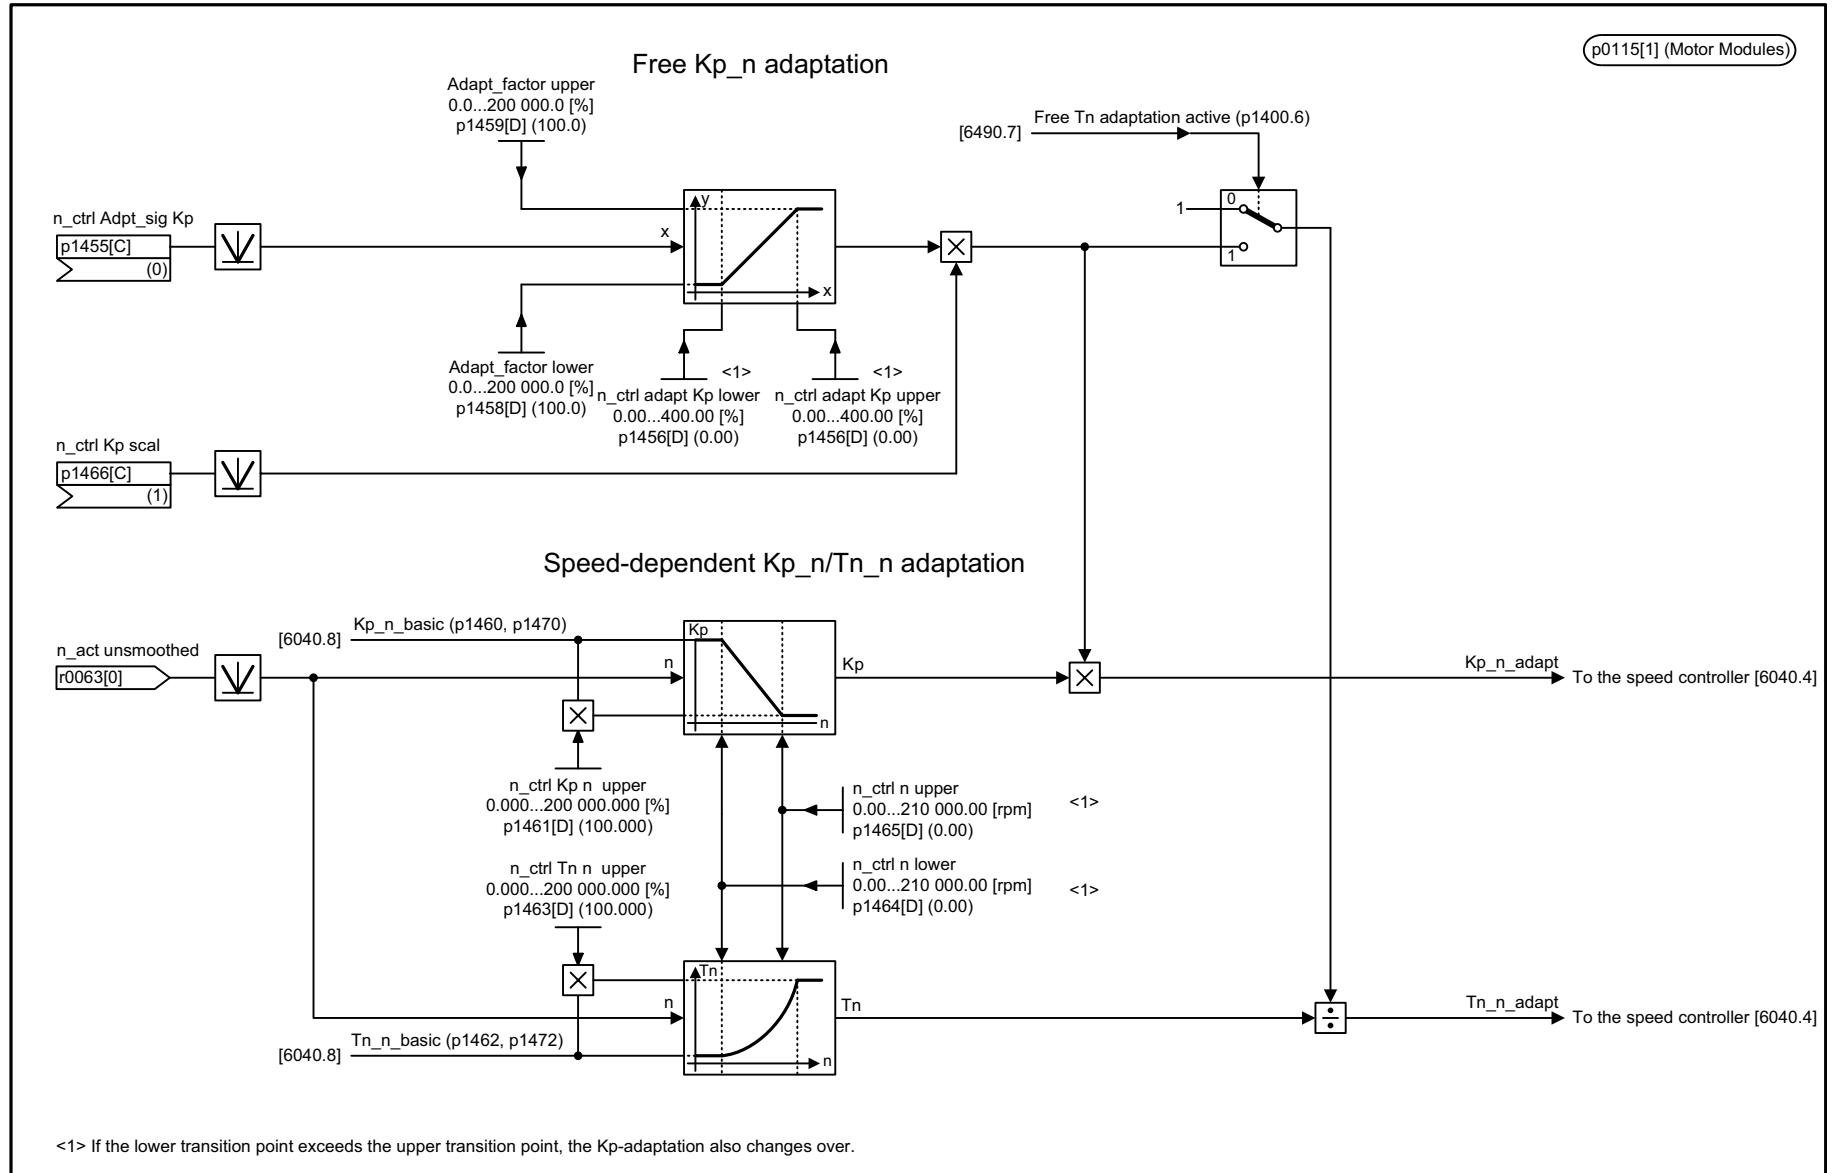 p0115[1] (Motor Modules)
Free Kp_n adaptation
Adapt_factor upper
0.0...200 000.0 [%]
p1459[D] (100.0)
Free Tn adaptation active (p1400.6)
[6490.7]
n_ctrl Adpt_sig Kp
p1455[C]
(0)
y
x
x
1
0
1
Adapt_factor lower
0.0...200 000.0 [%]
p1458[D] (100.0)
<1>
n_ctrl adapt Kp lower
0.00...400.00 [%]
p1456[D] (0.00)
<1>
n_ctrl adapt Kp upper
0.00...400.00 [%]
p1456[D] (0.00)
n_ctrl Kp scal
p1466[C]
(1)
Speed-dependent Kp_n/Tn_n adaptation
Kp_n_basic (p1460, p1470)
[6040.8]
n_act unsmoothed
r0063[0]
Kp
n
n
Kp
Kp_n_adapt
To the speed controller [6040.4]
n_ctrl Kp n upper
0.000...200 000.000 [%]
p1461[D] (100.000)
n_ctrl n upper
0.00...210 000.00 [rpm]
p1465[D] (0.00)
<1>
n_ctrl Tn n upper
0.000...200 000.000 [%]
p1463[D] (100.000)
n_ctrl n lower
0.00...210 000.00 [rpm]
p1464[D] (0.00)
<1>
Tn
n
n
Tn
Tn_n_adapt
To the speed controller [6040.4]
Tn_n_basic (p1462, p1472)
[6040.8]
<1> If the lower transition point exceeds the upper transition point, the Kp-adaptation also changes over.